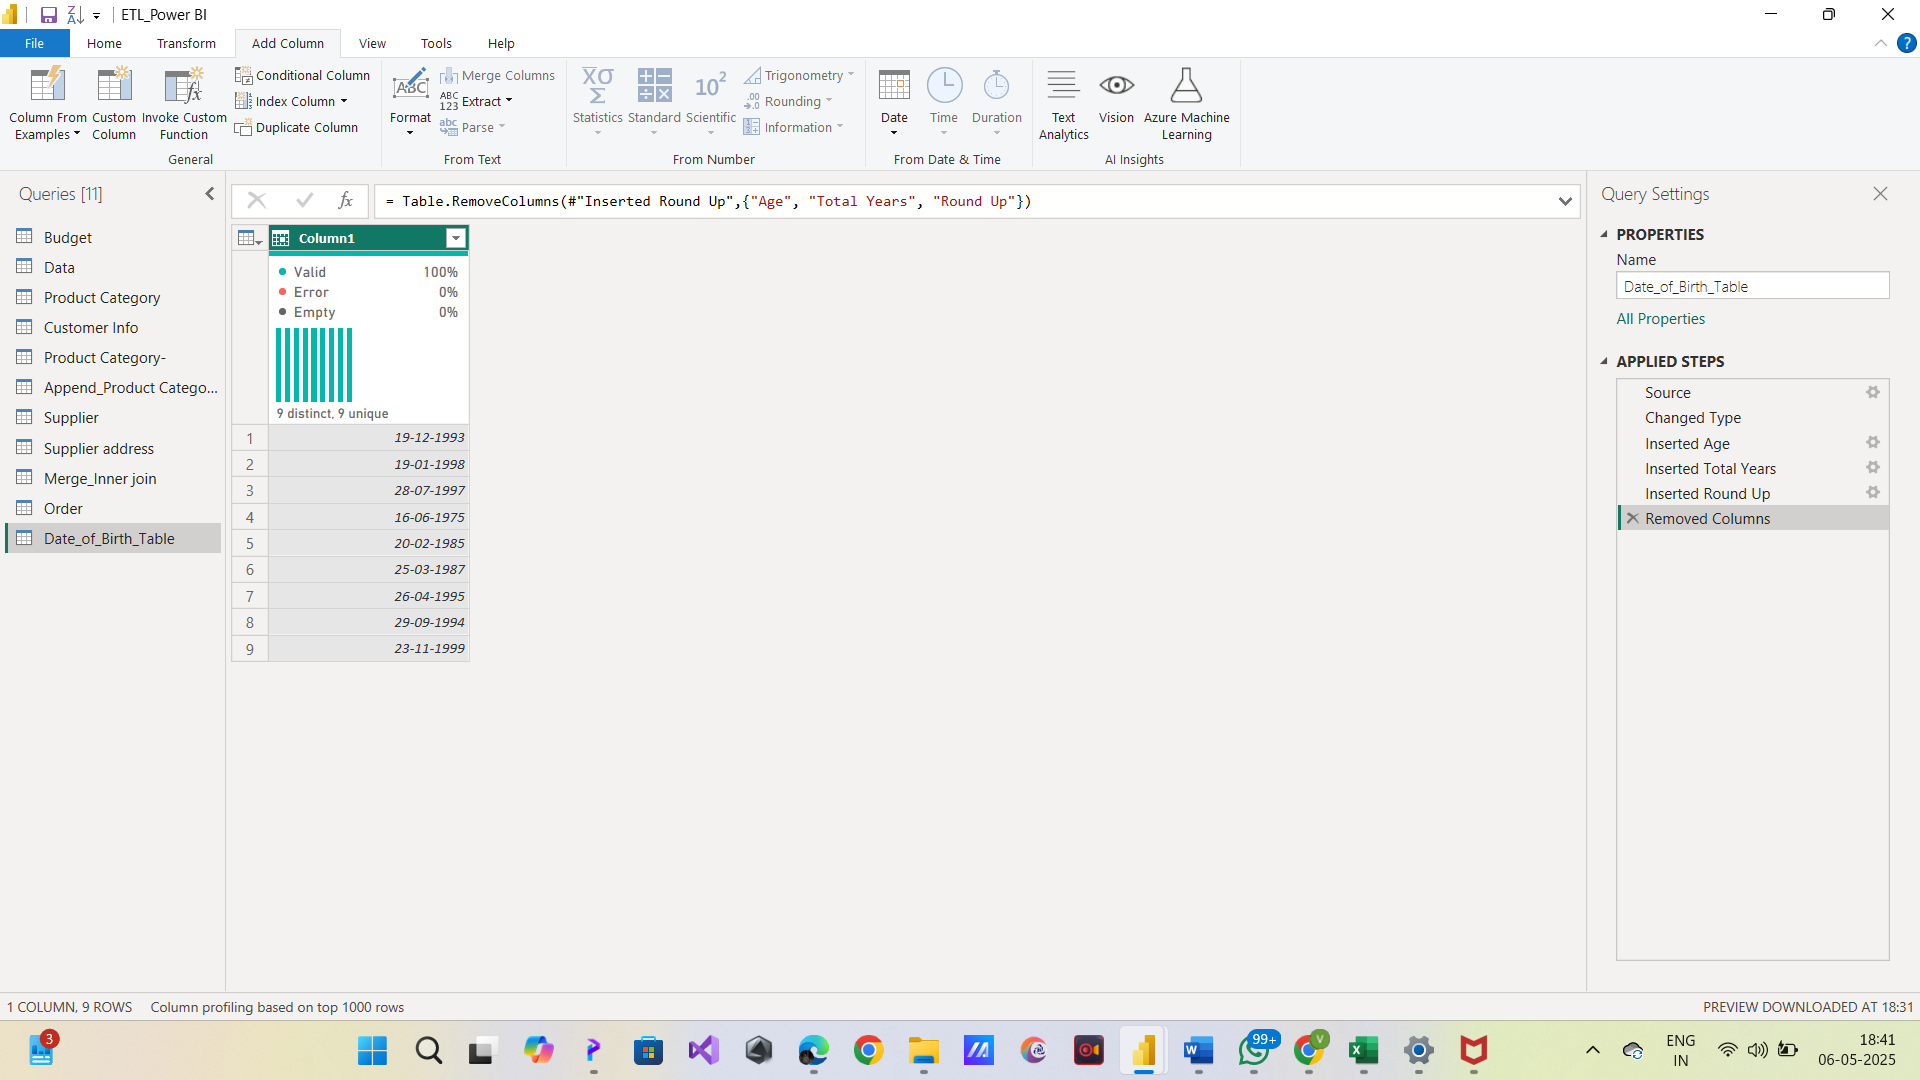 ETL_Power BI
File Home Transform Add Column View Tools Help
Column From Examples
Custom Column
Invoke Custom Function
Conditional Column
Index Column
Duplicate Column
General
Format
Merge Columns
Extract
Parse
From Text
Statistics
Standard
Scientific
Trigonometry
Rounding
Information
From Number
Date
Time
Duration
From Date & Time
Text Analytics
Vision
Azure Machine Learning
AI Insights
Queries [11]
Budget
Data
Product Category
Customer Info
Product Category-
Append_Product Catego...
Supplier
Supplier address
Merge_Inner join
Order
Date_of_Birth_Table
fx = Table.RemoveColumns(#"Inserted Round Up",{"Age", "Total Years", "Round Up"})
Column1
Valid 100%
Error 0%
Empty 0%
9 distinct, 9 unique
1 19-12-1993
2 19-01-1998
3 28-07-1997
4 16-06-1975
5 20-02-1985
6 25-03-1987
7 26-04-1995
8 29-09-1994
9 23-11-1999
Query Settings
PROPERTIES
Name
Date_of_Birth_Table
All Properties
APPLIED STEPS
Source
Changed Type
Inserted Age
Inserted Total Years
Inserted Round Up
Removed Columns
1 COLUMN, 9 ROWS Column profiling based on top 1000 rows
PREVIEW DOWNLOADED AT 18:31
3
99+
V
ENG
IN
18:41
06-05-2025